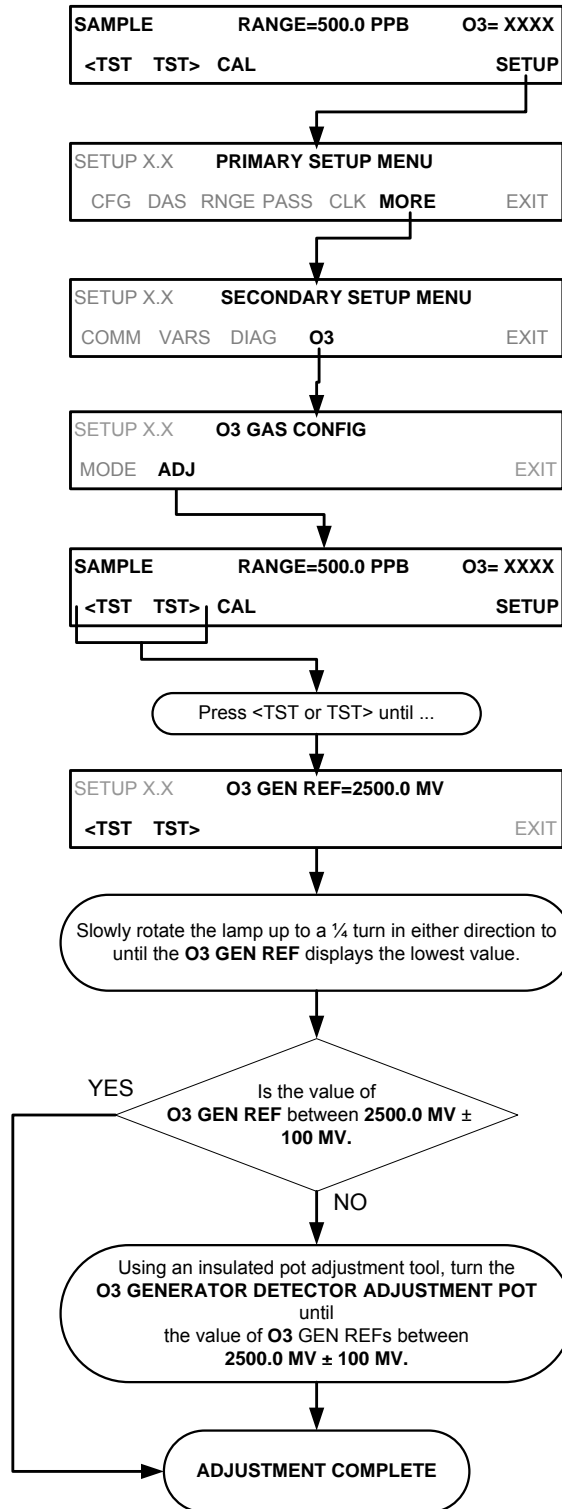 SAMPLE RANGE=500.0 PPB O3= XXXX
<TST TST> CAL SETUP
SETUP X.X PRIMARY SETUP MENU
CFG DAS RNGE PASS CLK MORE EXIT
SETUP X.X SECONDARY SETUP MENU
COMM VARS DIAG O3 EXIT
SETUP X.X O3 GAS CONFIG
MODE ADJ EXIT
SAMPLE RANGE=500.0 PPB O3= XXXX
<TST TST> CAL SETUP
Press <TST or TST> until ...
SETUP X.X O3 GEN REF=2500.0 MV
<TST TST> EXIT
Slowly rotate the lamp up to a ¼ turn in either direction to
until the O3 GEN REF displays the lowest value.
YES
Is the value of
O3 GEN REF between 2500.0 MV ±
100 MV.
NO
Using an insulated pot adjustment tool, turn the
O3 GENERATOR DETECTOR ADJUSTMENT POT
until
the value of O3 GEN REFs between
2500.0 MV ± 100 MV.
ADJUSTMENT COMPLETE